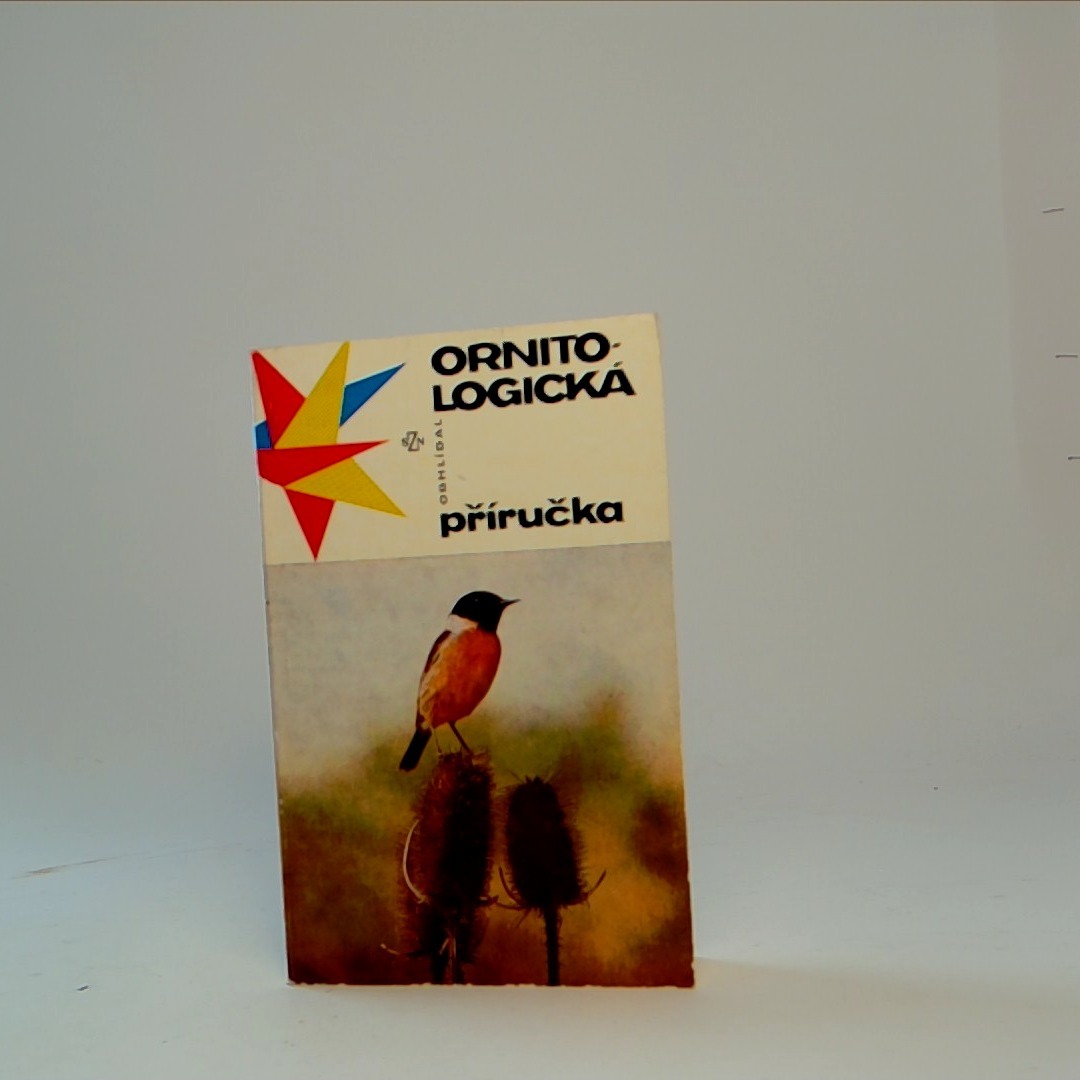 ORNITO-
LOGICKÁ
OBHLÍDAL
SZN
příručka